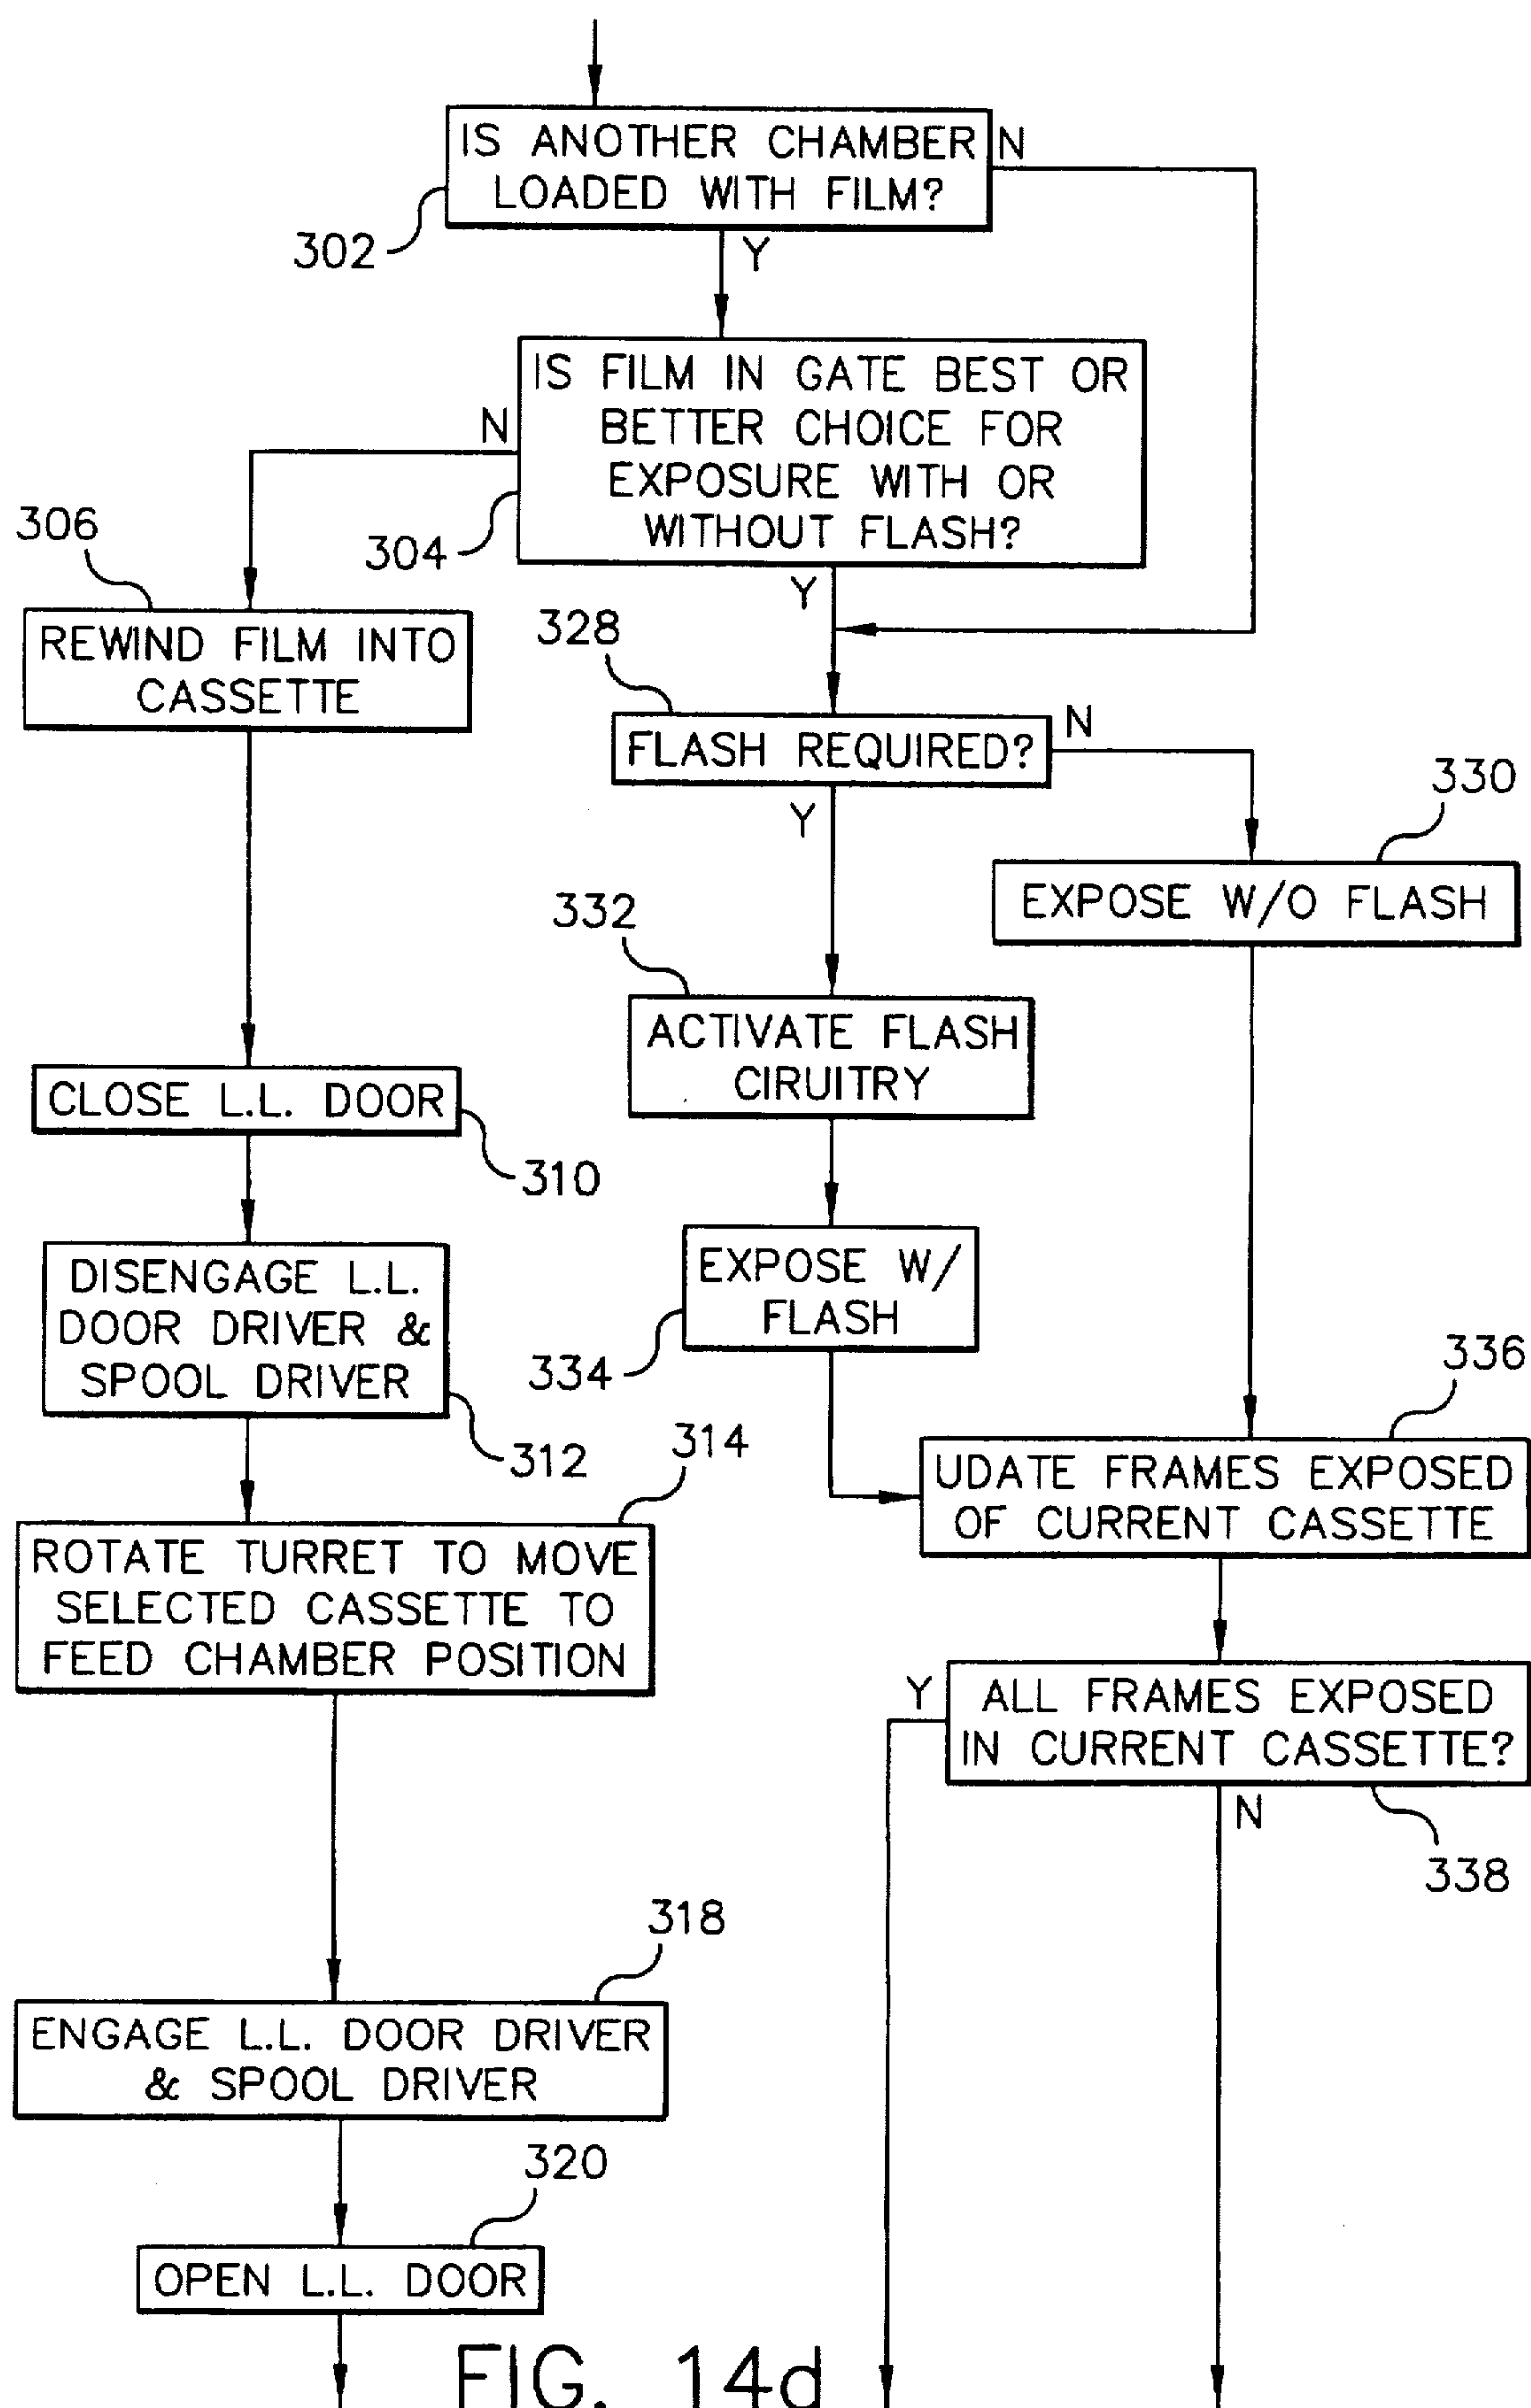 IS ANOTHER CHAMBER
LOADED WITH FILM?
N
302
Y
IS FILM IN GATE BEST OR
BETTER CHOICE FOR
EXPOSURE WITH OR
WITHOUT FLASH?
N
304
Y
306
REWIND FILM INTO
CASSETTE
328
FLASH REQUIRED?
N
Y
330
EXPOSE W/O FLASH
332
ACTIVATE FLASH
CIRUITRY
CLOSE L.L. DOOR
310
EXPOSE W/
FLASH
334
DISENGAGE L.L.
DOOR DRIVER &
SPOOL DRIVER
312
336
UDATE FRAMES EXPOSED
OF CURRENT CASSETTE
314
ROTATE TURRET TO MOVE
SELECTED CASSETTE TO
FEED CHAMBER POSITION
Y
ALL FRAMES EXPOSED
IN CURRENT CASSETTE?
N
338
318
ENGAGE L.L. DOOR DRIVER
& SPOOL DRIVER
320
OPEN L.L. DOOR
FIG. 14d